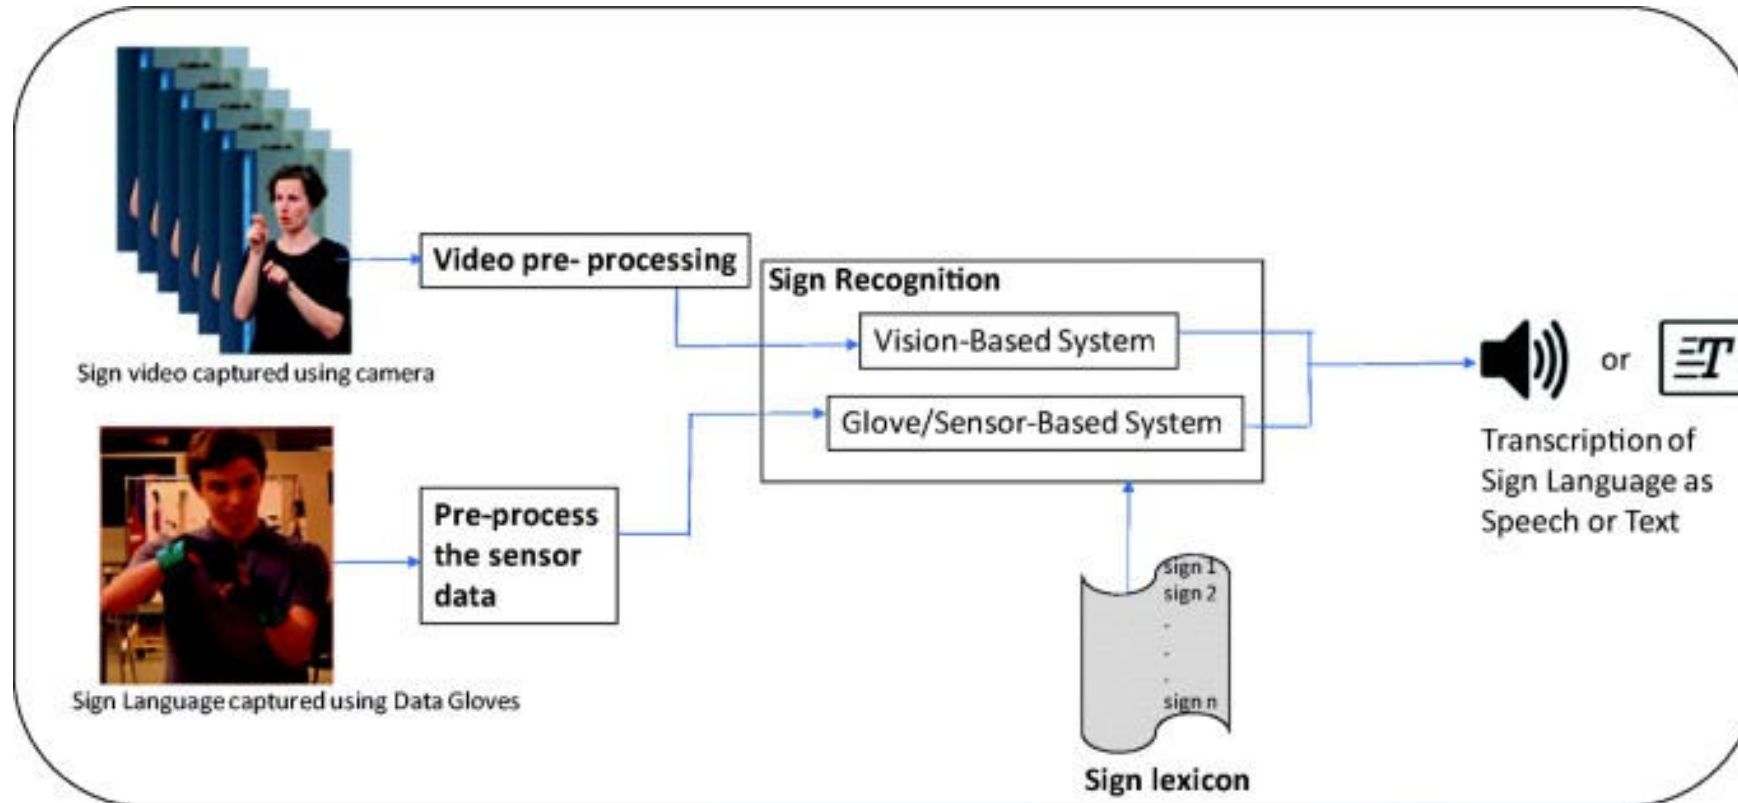 Sign video captured using camera
Video pre- processing
Sign Recognition
Vision-Based System
Glove/Sensor-Based System
Pre-process
the sensor
data
Sign Language captured using Data Gloves
or
T
Transcription of
Sign Language as
Speech or Text
sign 1
sign 2
.
.
.
sign n
Sign lexicon